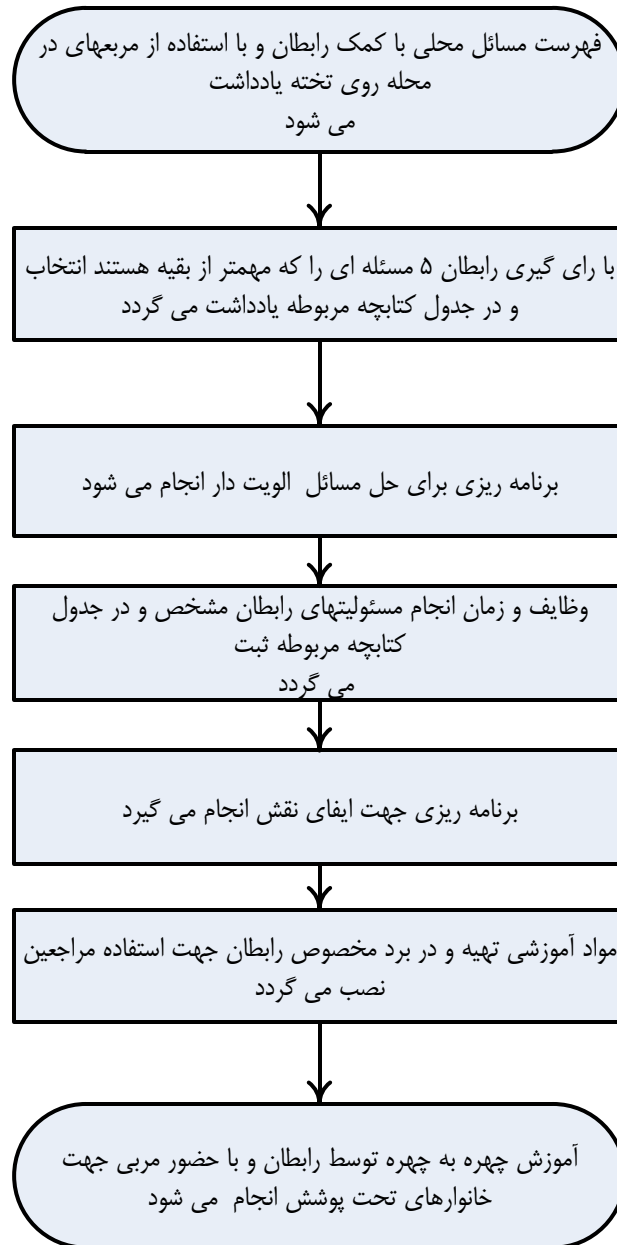 فهرست مسائل محلی با کمک رابطان و با استفاده از مربعهای در
محله روی تخته یادداشت
می شود
با رای گیری رابطان ۵ مسئله ای را که مهمتر از بقیه هستند انتخاب
و در جدول کتابچه مربوطه یادداشت می گردد
برنامه ریزی برای حل مسائل الویت دار انجام می شود
وظایف و زمان انجام مسئولیتهای رابطان مشخص و در جدول
کتابچه مربوطه ثبت
می گردد
برنامه ریزی جهت ایفای نقش انجام می گیرد
مواد آموزشی تهیه و در برد مخصوص رابطان جهت استفاده مراجعین
نصب می گردد
آموزش چهره به چهره توسط رابطان و با حضور مربی جهت
خانوارهای تحت پوشش انجام می شود